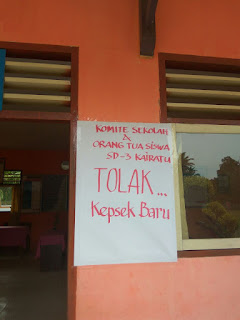 KOMITE SEKOLAH
&
ORANG TUA SISWA
SD-3 KAIRATU
TOLAK...
Kepsek Baru